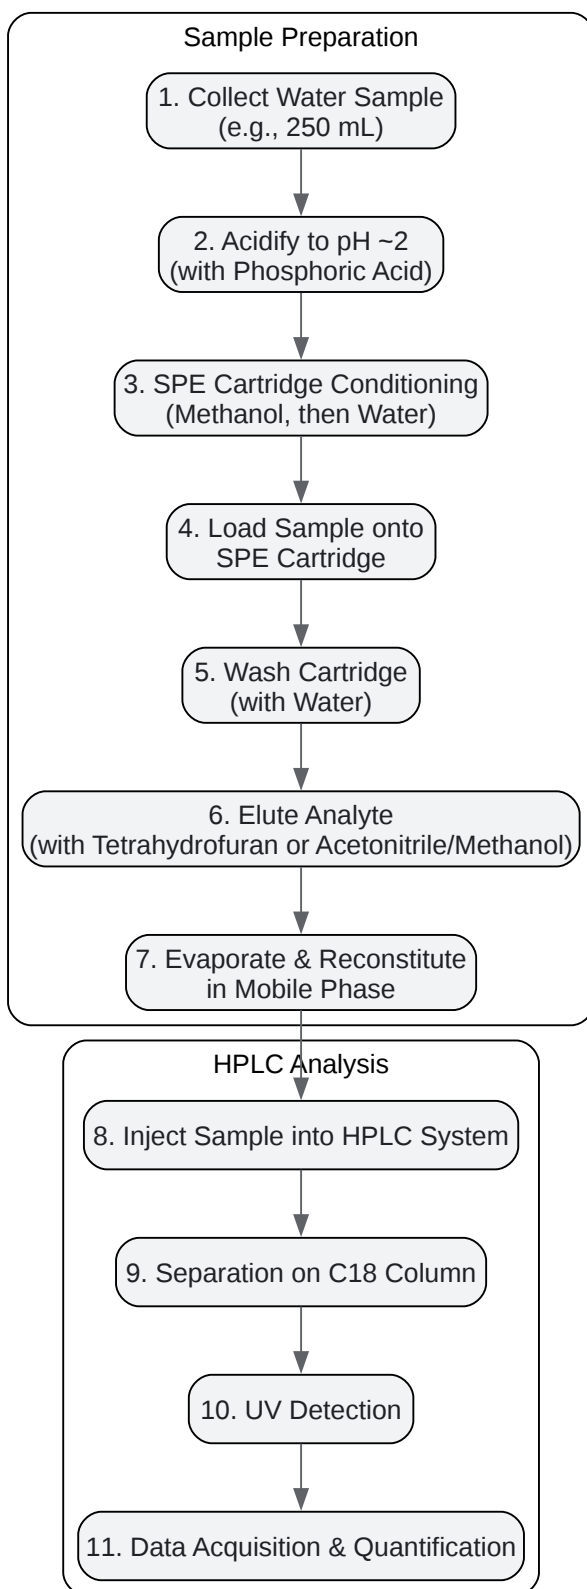 Sample Preparation
1. Collect Water Sample
(e.g., 250 mL)
2. Acidify to pH ~2
(with Phosphoric Acid)
3. SPE Cartridge Conditioning
(Methanol, then Water)
4. Load Sample onto
SPE Cartridge
5. Wash Cartridge
(with Water)
6. Elute Analyte
(with Tetrahydrofuran or Acetonitrile/Methanol)
7. Evaporate & Reconstitute
in Mobile Phase
HPLC Analysis
8. Inject Sample into HPLC System
9. Separation on C18 Column
10. UV Detection
11. Data Acquisition & Quantification